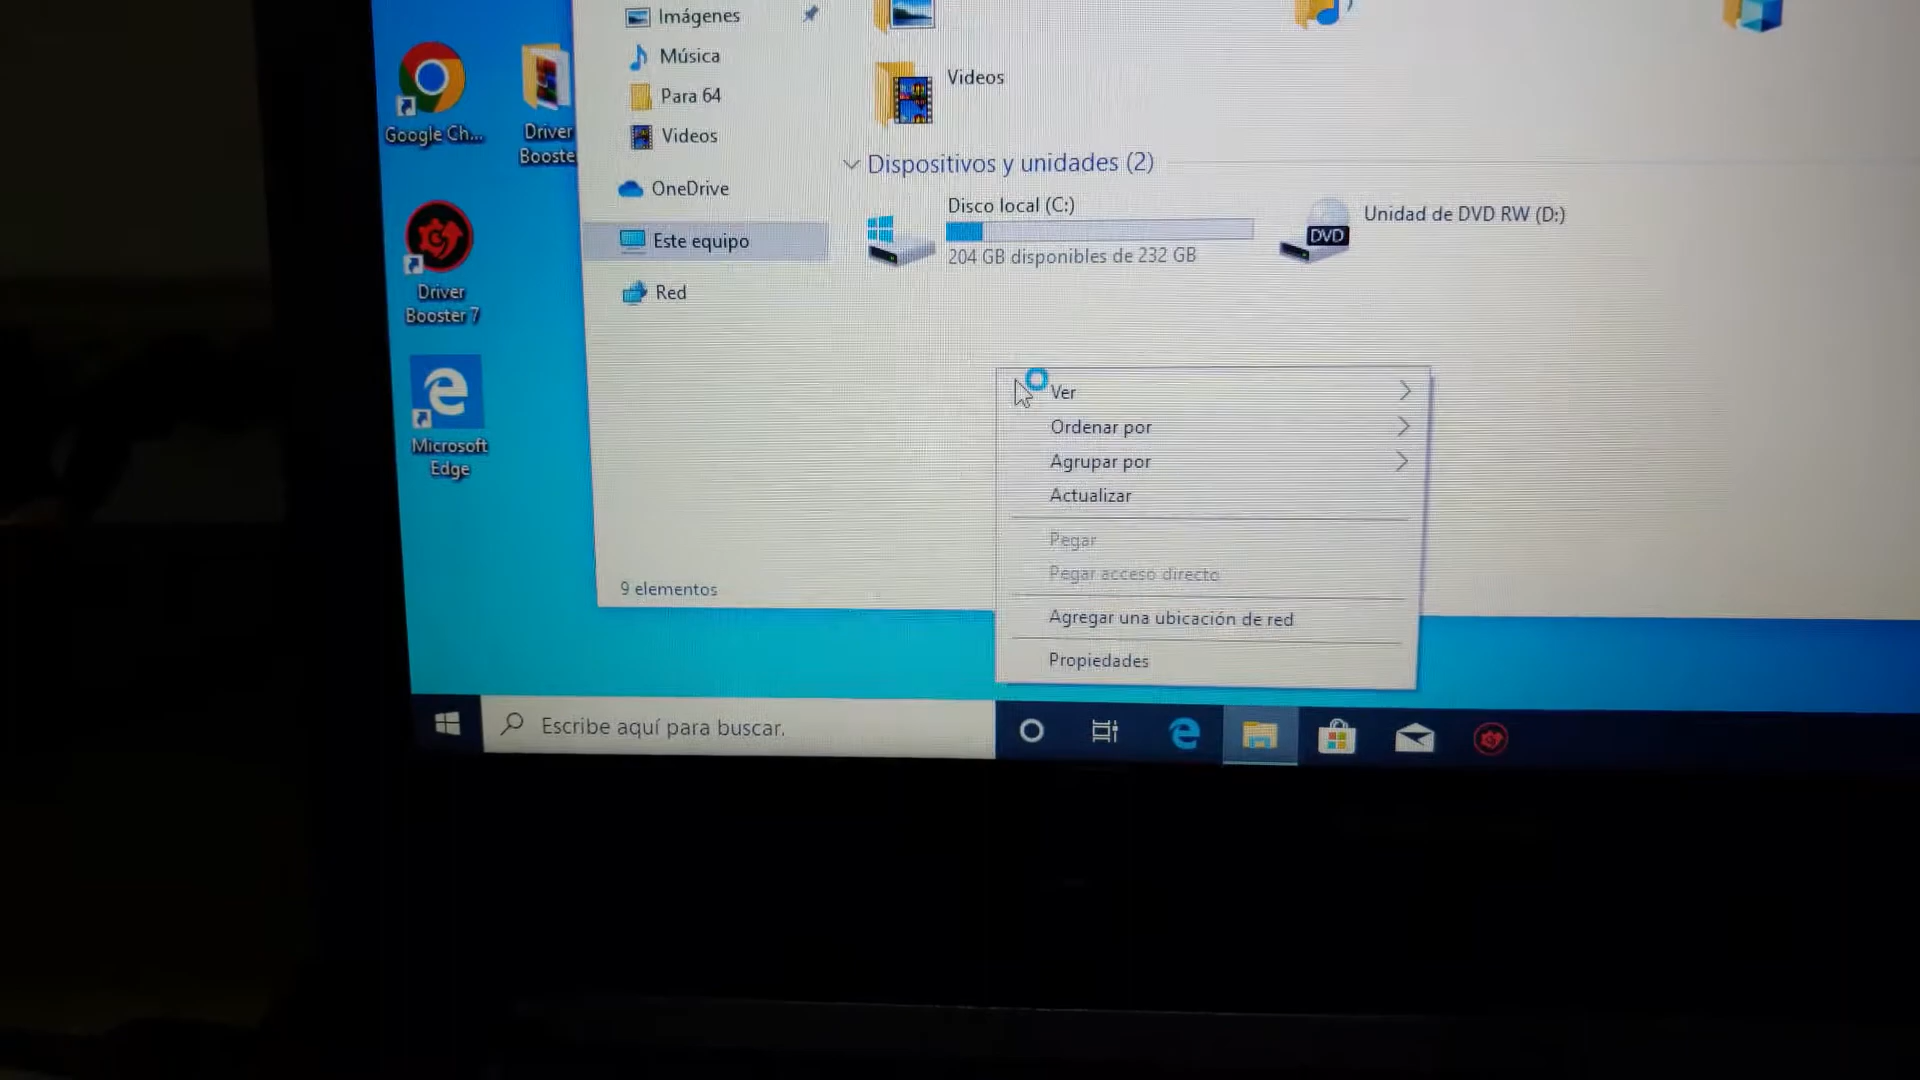 Google Ch...
Driver
Booste
Driver
Booster 7
Microsoft
Edge
Imágenes
Música
Para 64
Videos
OneDrive
Este equipo
Red
9 elementos
Videos
Dispositivos y unidades (2)
Disco local (C:)
204 GB disponibles de 232 GB
DVD
Unidad de DVD RW (D:)
Ver
Ordenar por
Agrupar por
Actualizar
Pegar
Pegar acceso directo
Agregar una ubicación de red
Propiedades
Escribe aquí para buscar.